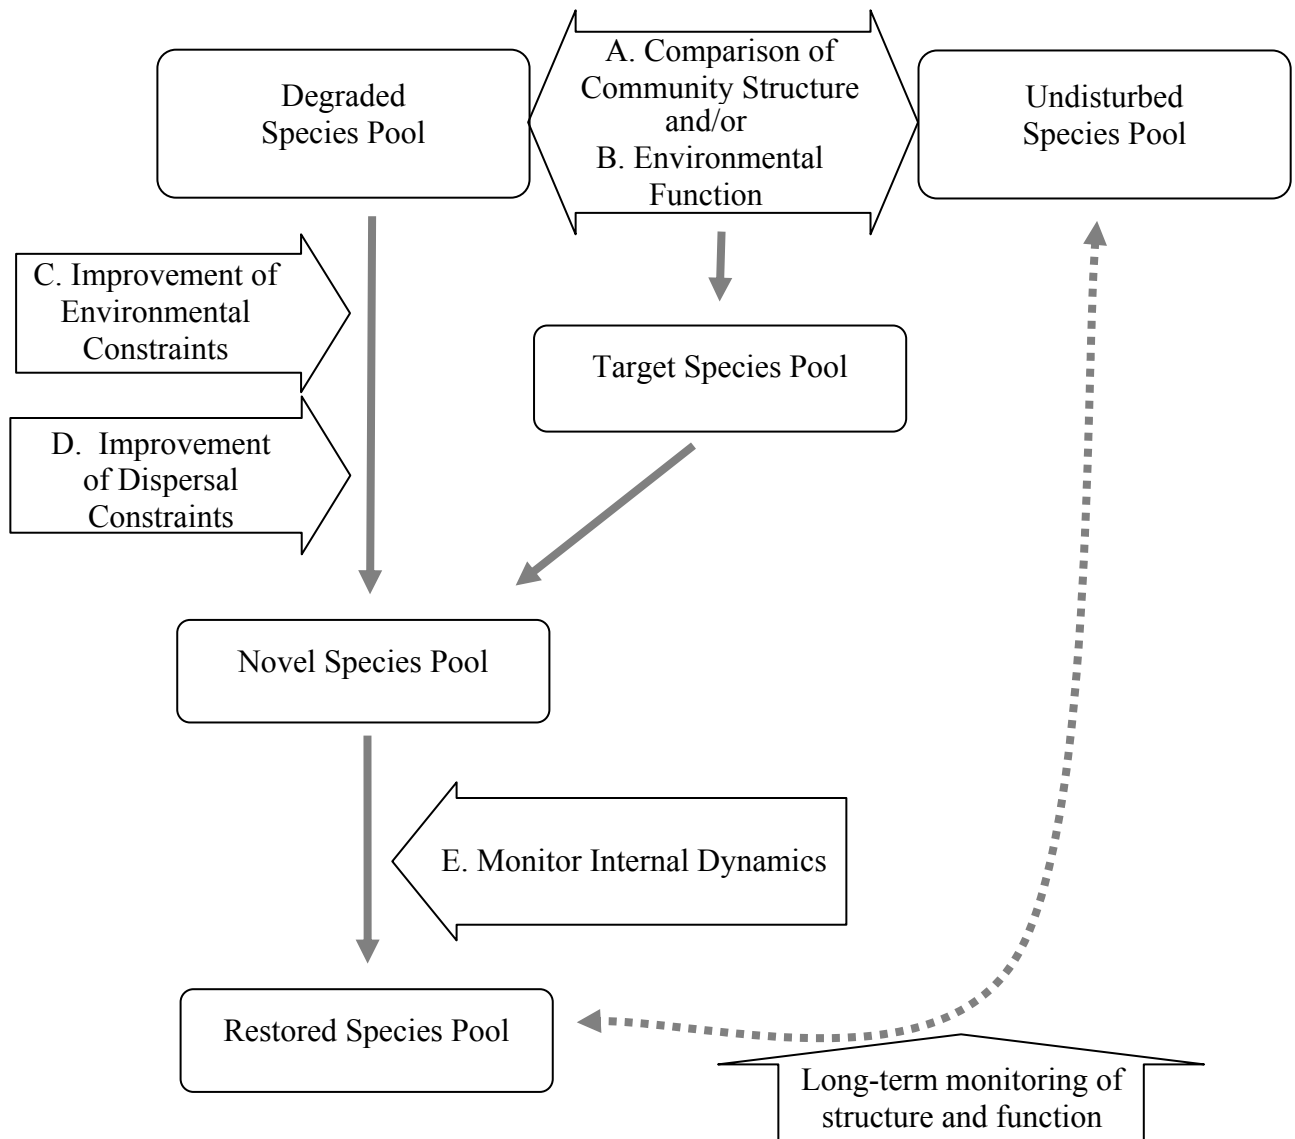 Degraded
Species Pool
A. Comparison of
Community Structure
and/or
B. Environmental
Function
Undisturbed
Species Pool
C. Improvement of
Environmental
Constraints
Target Species Pool
D. Improvement
of Dispersal
Constraints
Novel Species Pool
E. Monitor Internal Dynamics
Restored Species Pool
Long-term monitoring of
structure and function